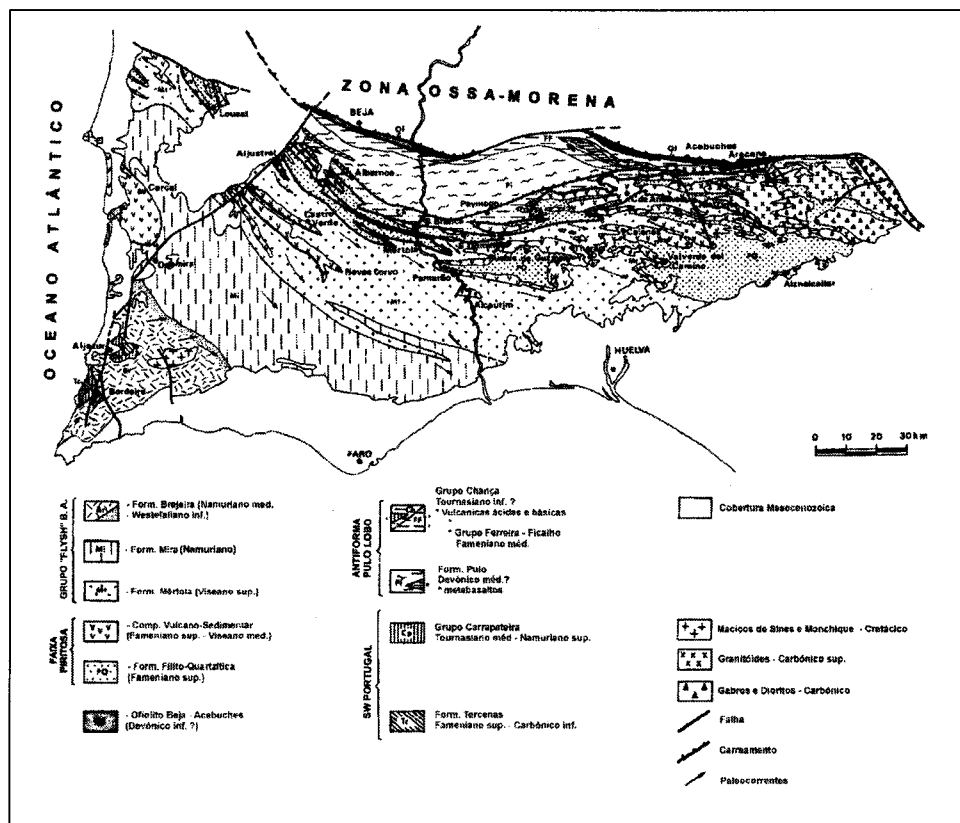 ZONA OSSA-MORENA
OCEANO ATLÂNTICO
BEJA
Lousal
Aljustrel
Albernoa
Acebuches
Aracena
Cercal
Castro Verde
Mértola
Neves Corvo
Pomarão
Alcoutim
Valverde del Camino
Aznalcollar
Odemira
Aljezur
Bordeira
HUELVA
FARO
0 10 20 30 km
GRUPO "FLYSH" B. A.
- Form. Brejeira (Namuriano med.
- Westefaliano inf.)
- Form. Mira (Namuriano)
- Form. Mértola (Viseano sup.)
FAIXA PIRITOSA
- Comp. Vulcano-Sedimentar
(Fameniano sup. - Viseano med.)
- Form. Filito-Quartzítica
(Fameniano sup.)
- Ofiolito Beja - Acebuches
(Devónico inf. ?)
ANTIFORMA PULO LOBO
Grupo Chança
Tournasiano inf. ?
* Vulcanicas ácidas e básicas
* Grupo Ferreira - Ficalho
Fameniano méd.
Form. Pulo
Devónico méd.?
* metabasaltos
SW PORTUGAL
Grupo Carrapateira
Tournasiano méd - Namuriano sup.
Form. Tercenas
Fameniano sup. - Carbónico inf.
Cobertura Mesocenozoica
Maciços de Sines e Monchique - Cretácico
Granitóides - Carbónico sup.
Gabros e Dioritos - Carbónico
Falha
Carreamento
Paleocorrentes